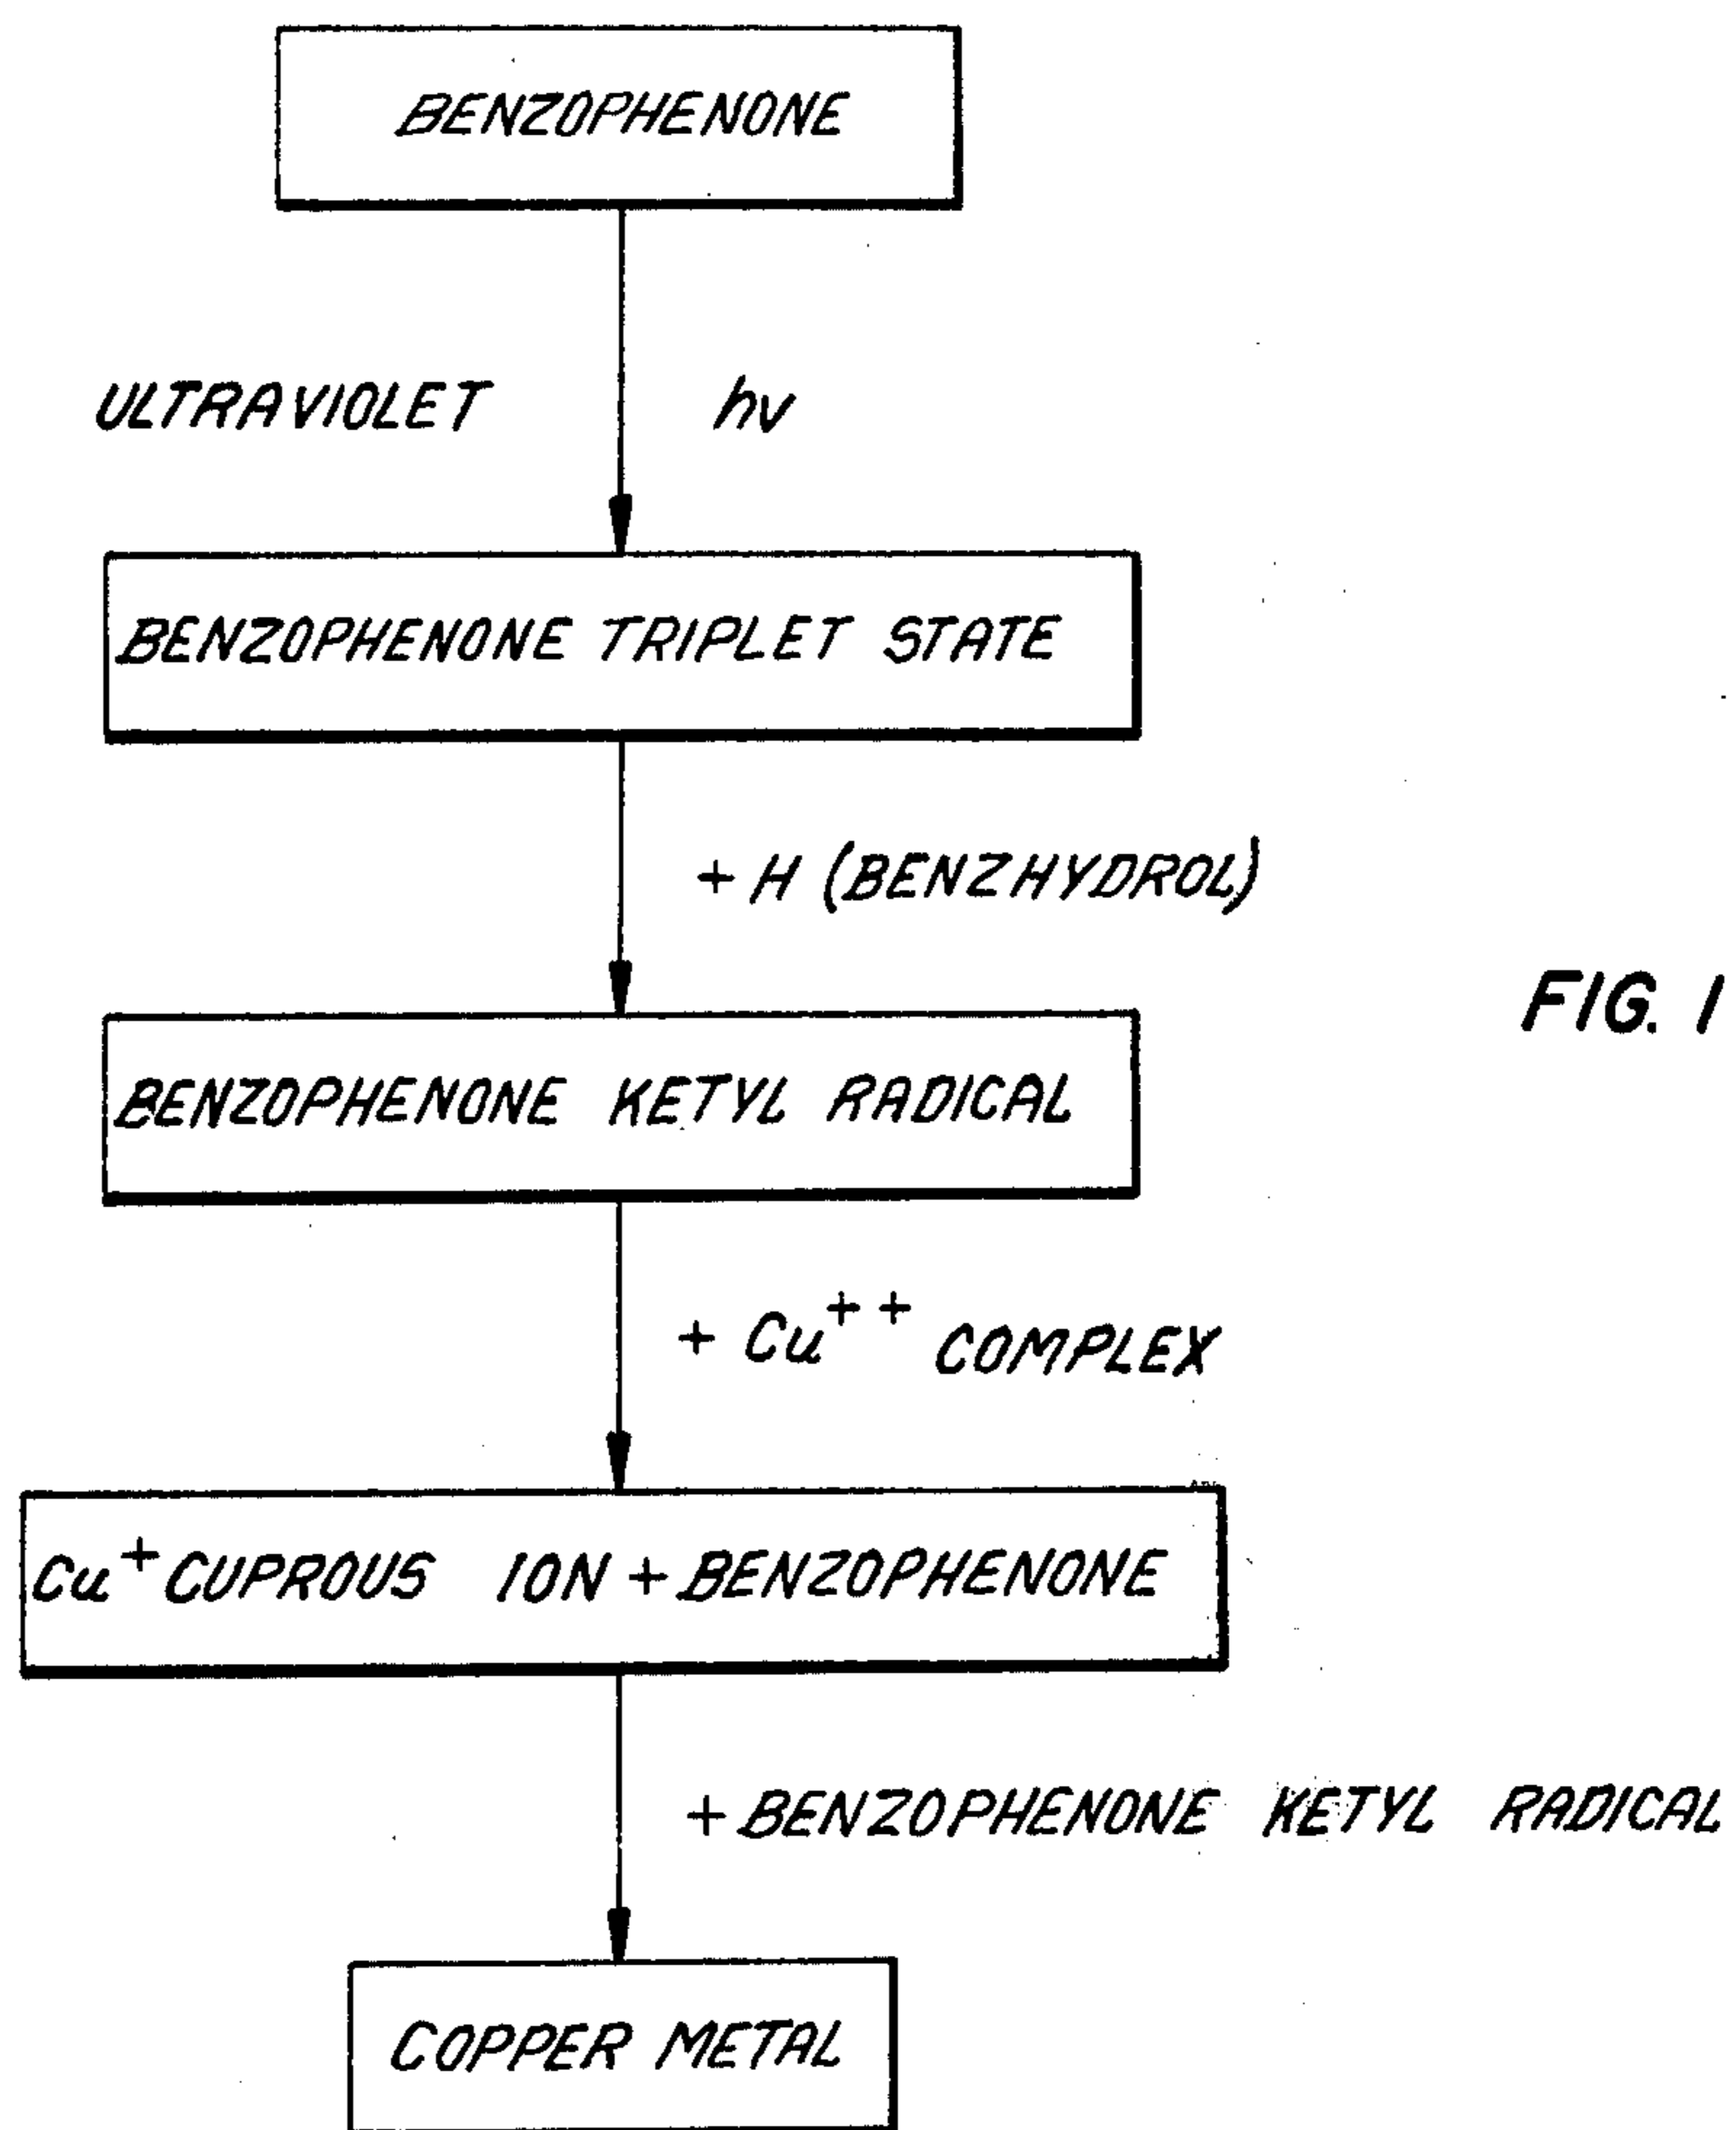 BENZOPHENONE
ULTRAVIOLET hν
BENZOPHENONE TRIPLET STATE
+ H (BENZHYDROL)
FIG. 1
BENZOPHENONE KETYL RADICAL
+ Cu++ COMPLEX
Cu+ CUPROUS ION + BENZOPHENONE
+ BENZOPHENONE KETYL RADICAL
COPPER METAL